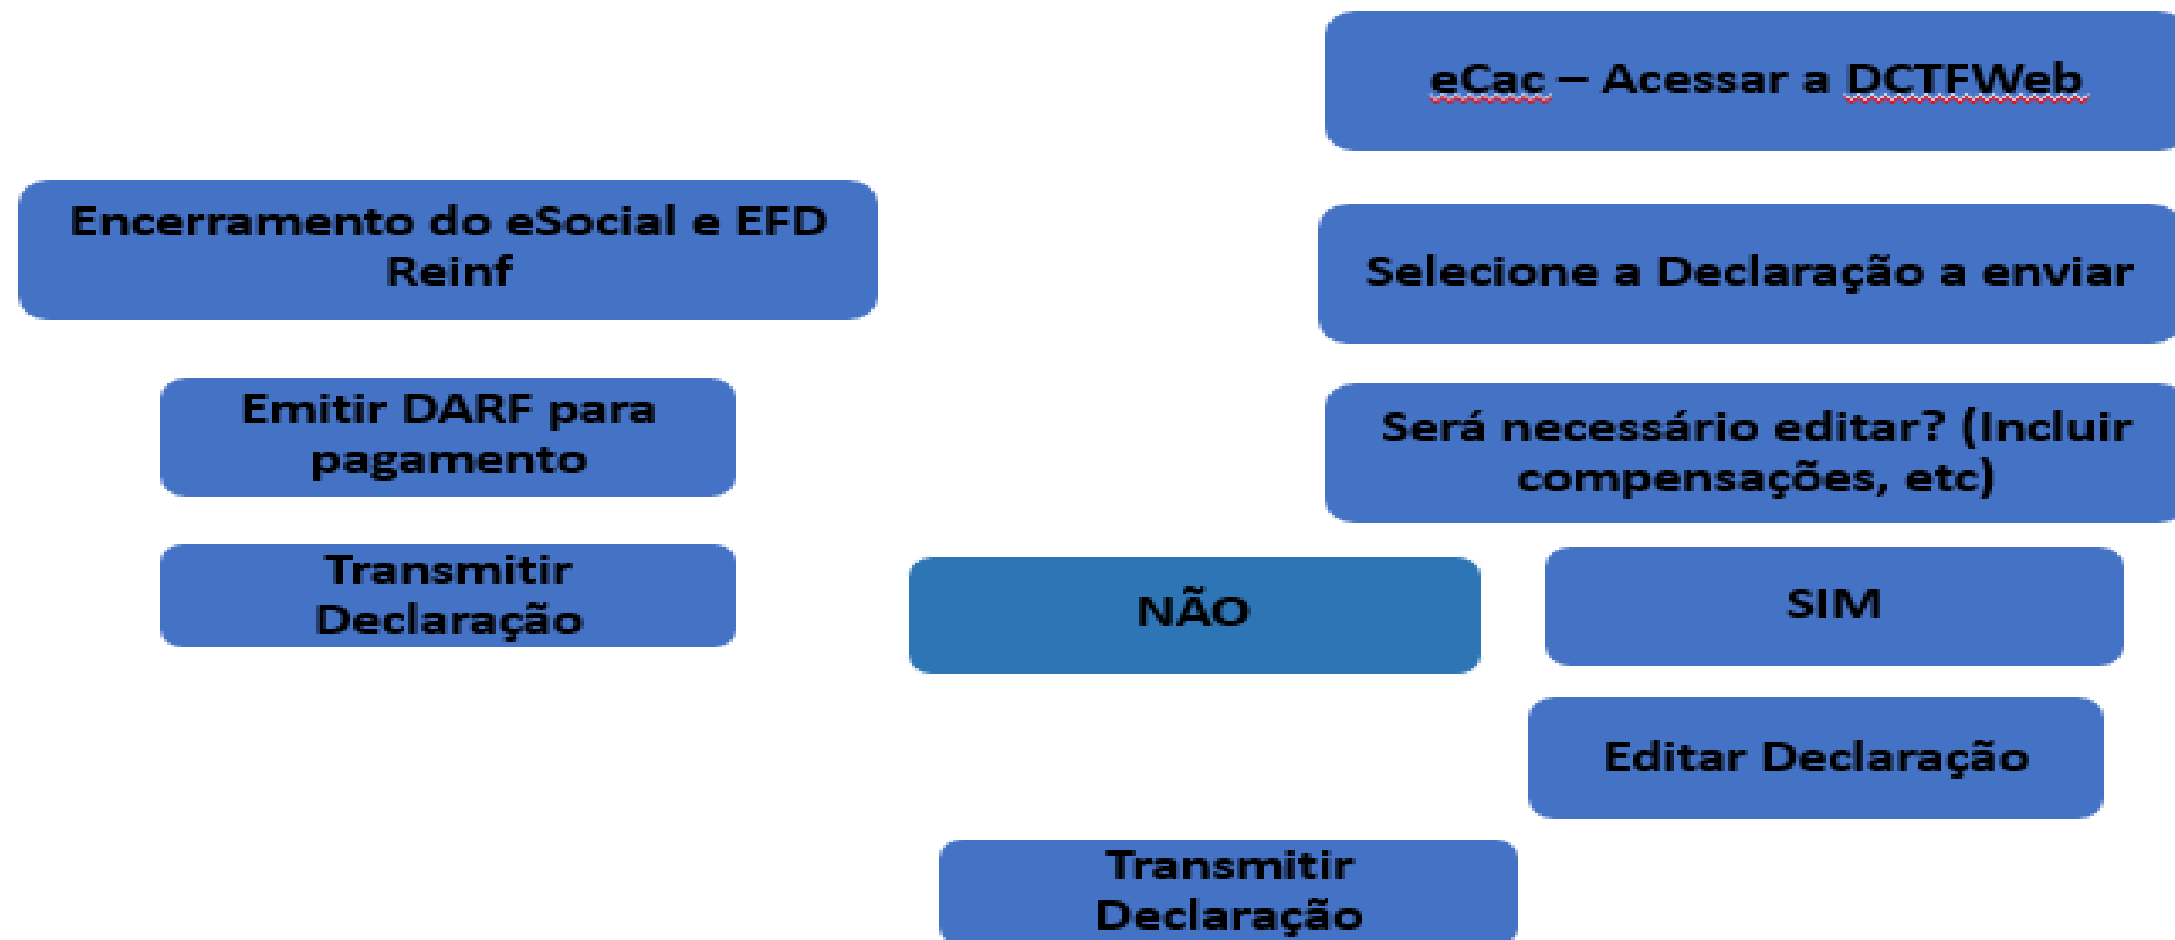 eCac – Acessar a DCTFWeb
Encerramento do eSocial e EFD
Reinf
Selecione a Declaração a enviar
Emitir DARF para
pagamento
Será necessário editar? (Incluir
compensações, etc)
Transmitir
Declaração
NÃO
SIM
Editar Declaração
Transmitir
Declaração